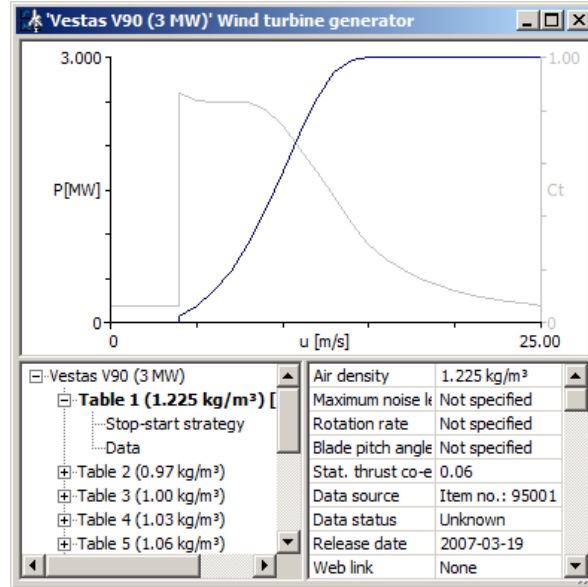 'Vestas V90 (3 MW)' Wind turbine generator
3.000
1.00
P[MW]
Ct
0
0
0
u [m/s]
25.00
Vestas V90 (3 MW)
Table 1 (1.225 kg/m³) [
Stop-start strategy
Data
Table 2 (0.97 kg/m³)
Table 3 (1.00 kg/m³)
Table 4 (1.03 kg/m³)
Table 5 (1.06 kg/m³)
Air density 1.225 kg/m³
Maximum noise le Not specified
Rotation rate Not specified
Blade pitch angle Not specified
Stat. thrust co-e 0.06
Data source Item no.: 95001
Data status Unknown
Release date 2007-03-19
Web link None